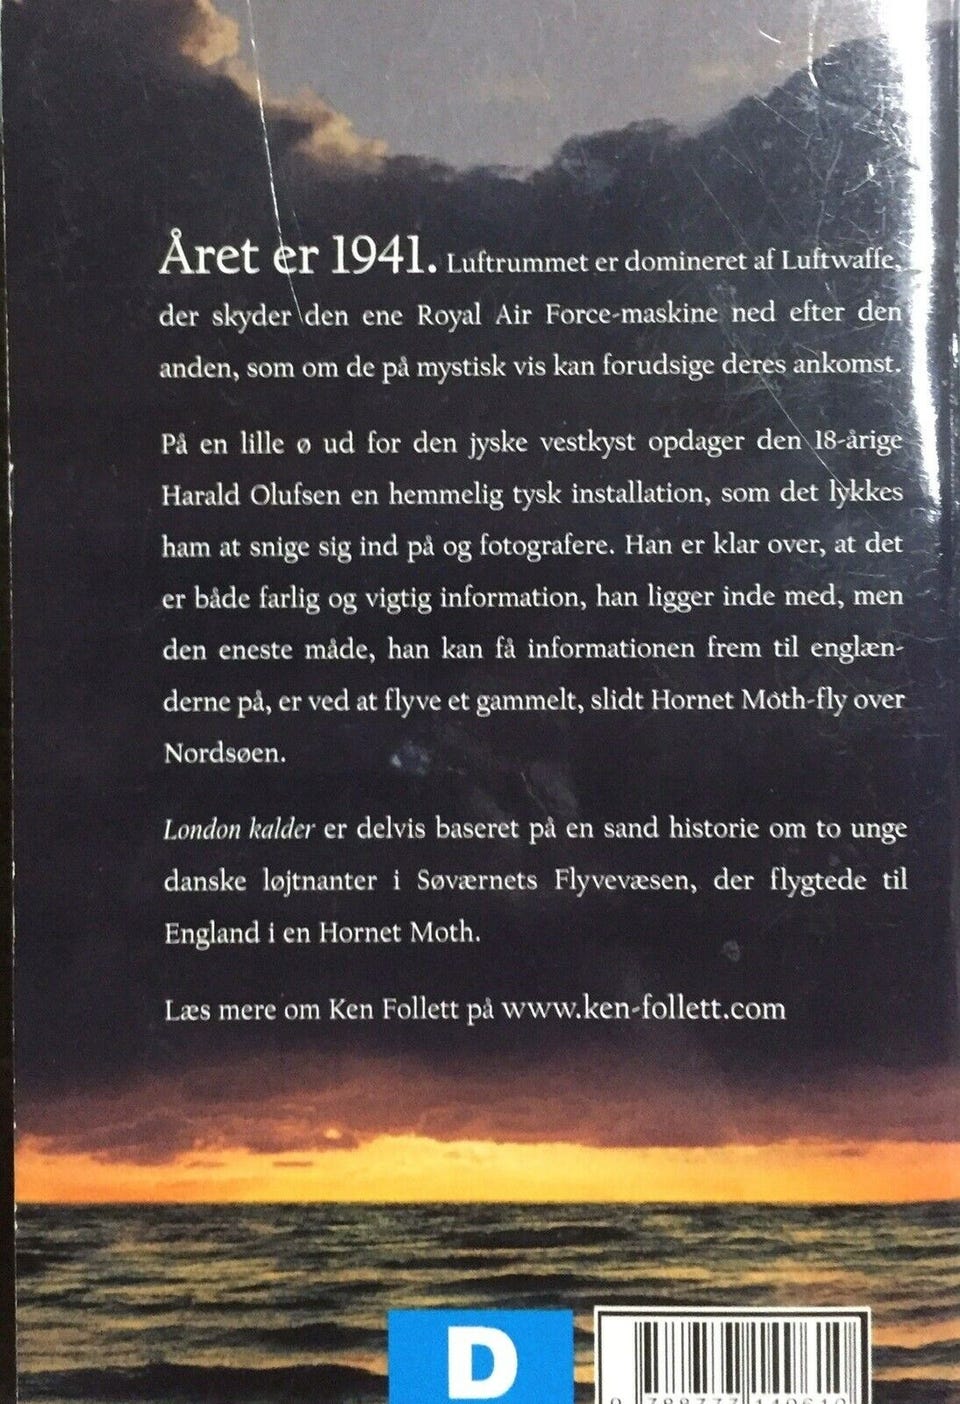 Året er 1941. Luftrummet er domineret af Luftwaffe,
der skyder den ene Royal Air Force-maskine ned efter den
anden, som om de på mystisk vis kan forudsige deres ankomst.
På en lille ø ud for den jyske vestkyst opdager den 18-årige
Harald Olufsen en hemmelig tysk installation, som det lykkes
ham at snige sig ind på og fotografere. Han er klar over, at det
er både farlig og vigtig information, han ligger inde med, men
den eneste måde, han kan få informationen frem til englæn-
derne på, er ved at flyve et gammelt, slidt Hornet Moth-fly over
Nordsøen.
London kalder er delvis baseret på en sand historie om to unge
danske løjtnanter i Søværnets Flyvevæsen, der flygtede til
England i en Hornet Moth.
Læs mere om Ken Follett på www.ken-follett.com
D